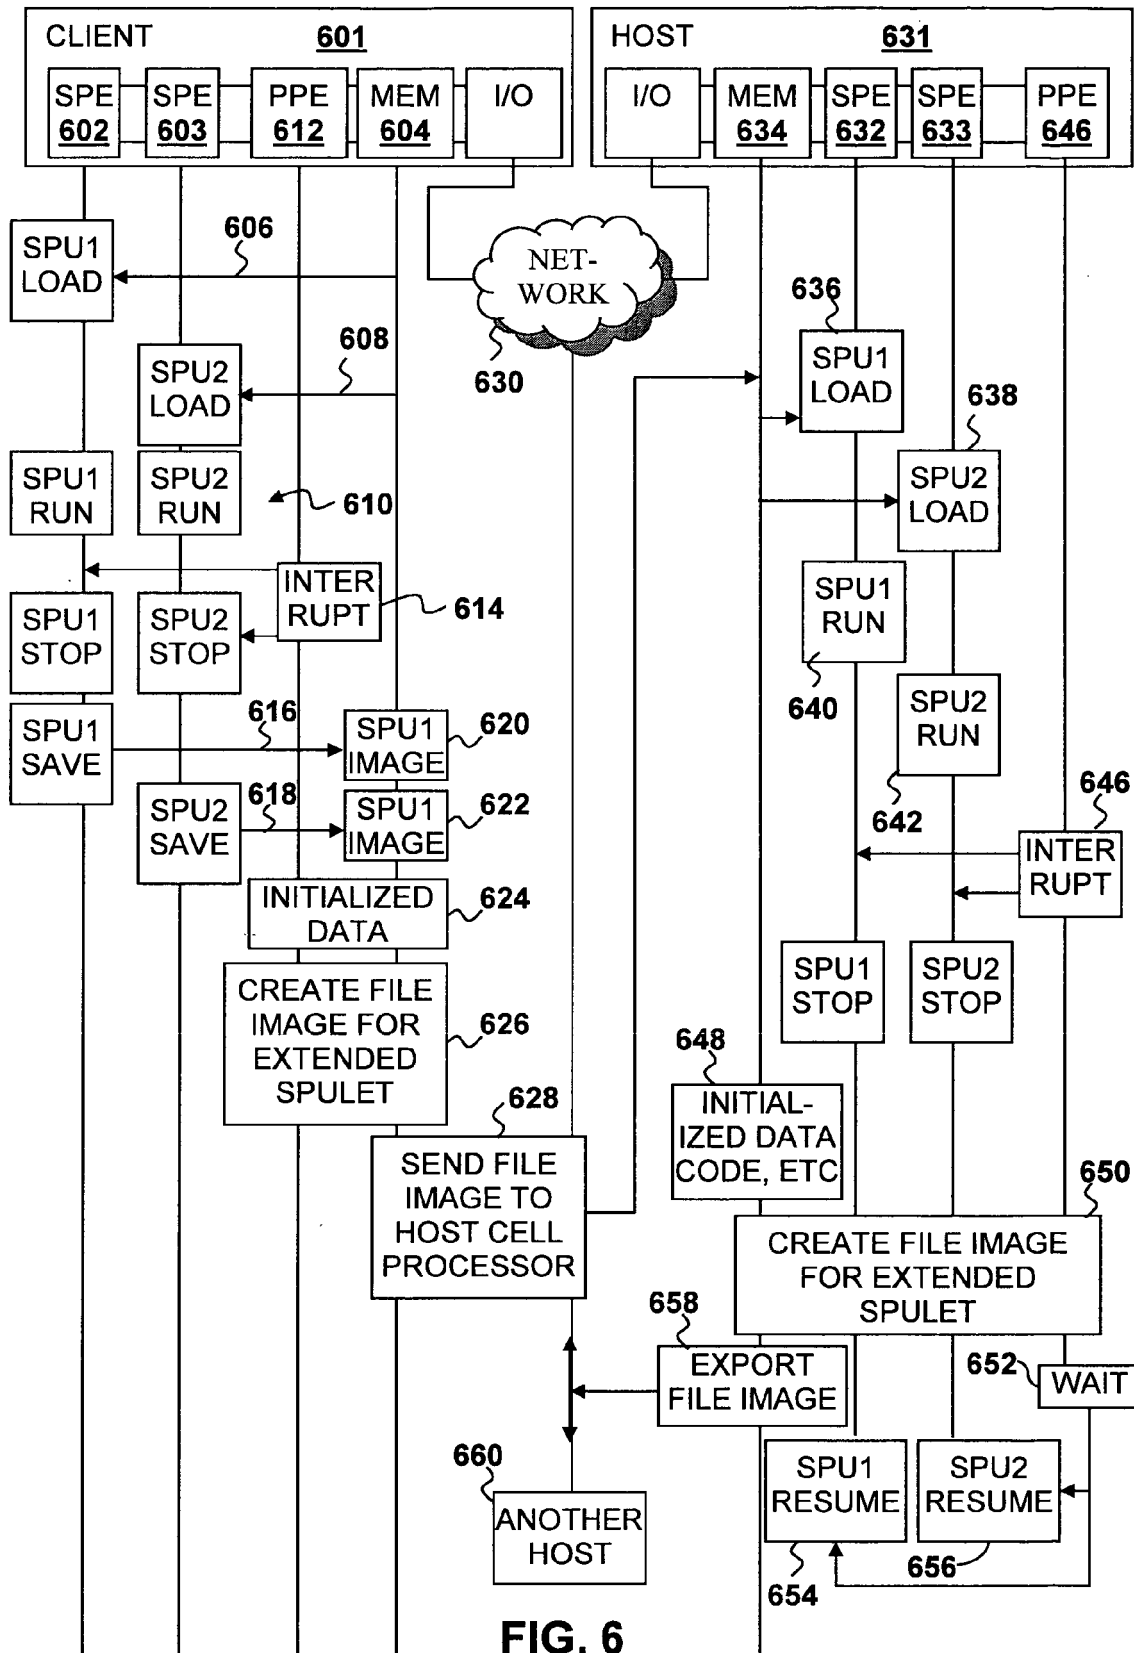 CLIENT 601
SPE
602
SPE
603
PPE
612
MEM
604
I/O
HOST 631
I/O
MEM
634
SPE
632
SPE
633
PPE
646
SPU1
LOAD
606
NET-
WORK
630
636
SPU1
LOAD
SPU2
LOAD
608
638
SPU2
LOAD
SPU1
RUN
SPU2
RUN
610
INTER
RUPT
614
SPU1
RUN
640
SPU1
STOP
SPU2
STOP
SPU2
RUN
642
SPU1
SAVE
616
SPU1
IMAGE
620
SPU2
SAVE
618
SPU1
IMAGE
622
646
INTER
RUPT
INITIALIZED
DATA
624
SPU1
STOP
SPU2
STOP
CREATE FILE
IMAGE FOR
EXTENDED
SPULET
626
648
INITIAL-
IZED DATA
CODE, ETC
628
SEND FILE
IMAGE TO
HOST CELL
PROCESSOR
650
CREATE FILE IMAGE
FOR EXTENDED
SPULET
658
EXPORT
FILE IMAGE
652
WAIT
660
ANOTHER
HOST
SPU1
RESUME
654
SPU2
RESUME
656
FIG. 6